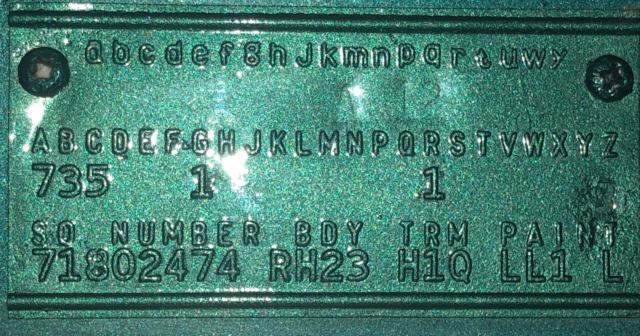 abcdefghJkmnpqrtuwy
ABCDEFGHJKLMNPQRSTVWXYZ
735 1 1
SO NUMBER BDY TRM PAINT
71802474 RH23 H1Q LL1 L